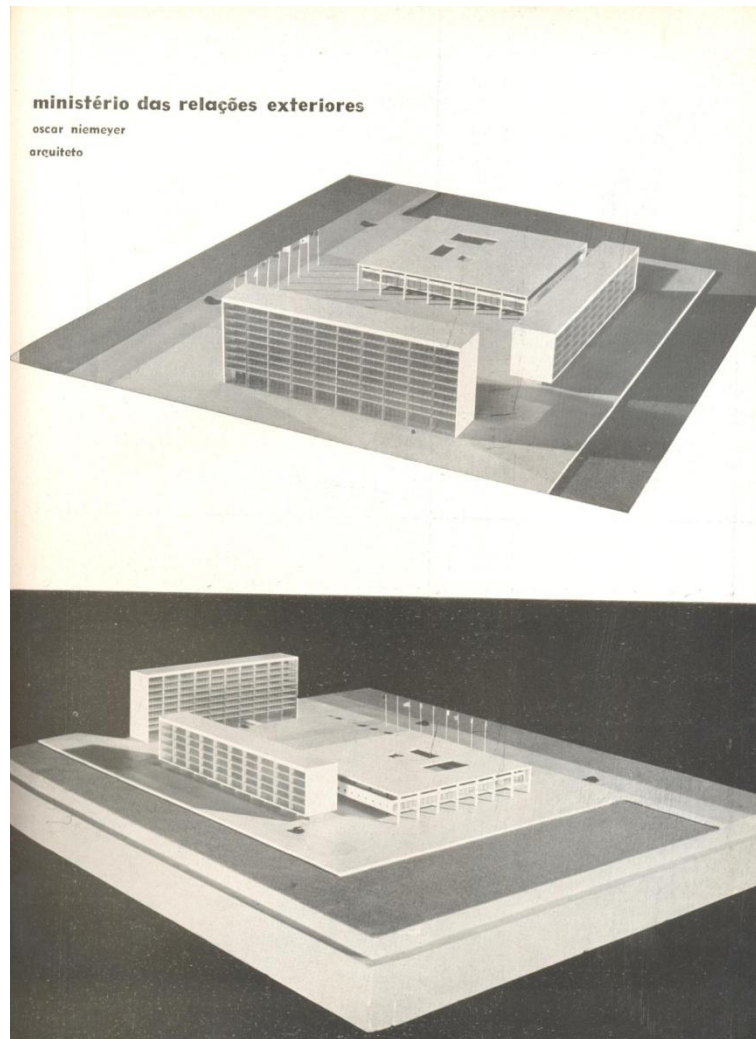 ministério das relações exteriores
oscar niemeyer
arquiteto